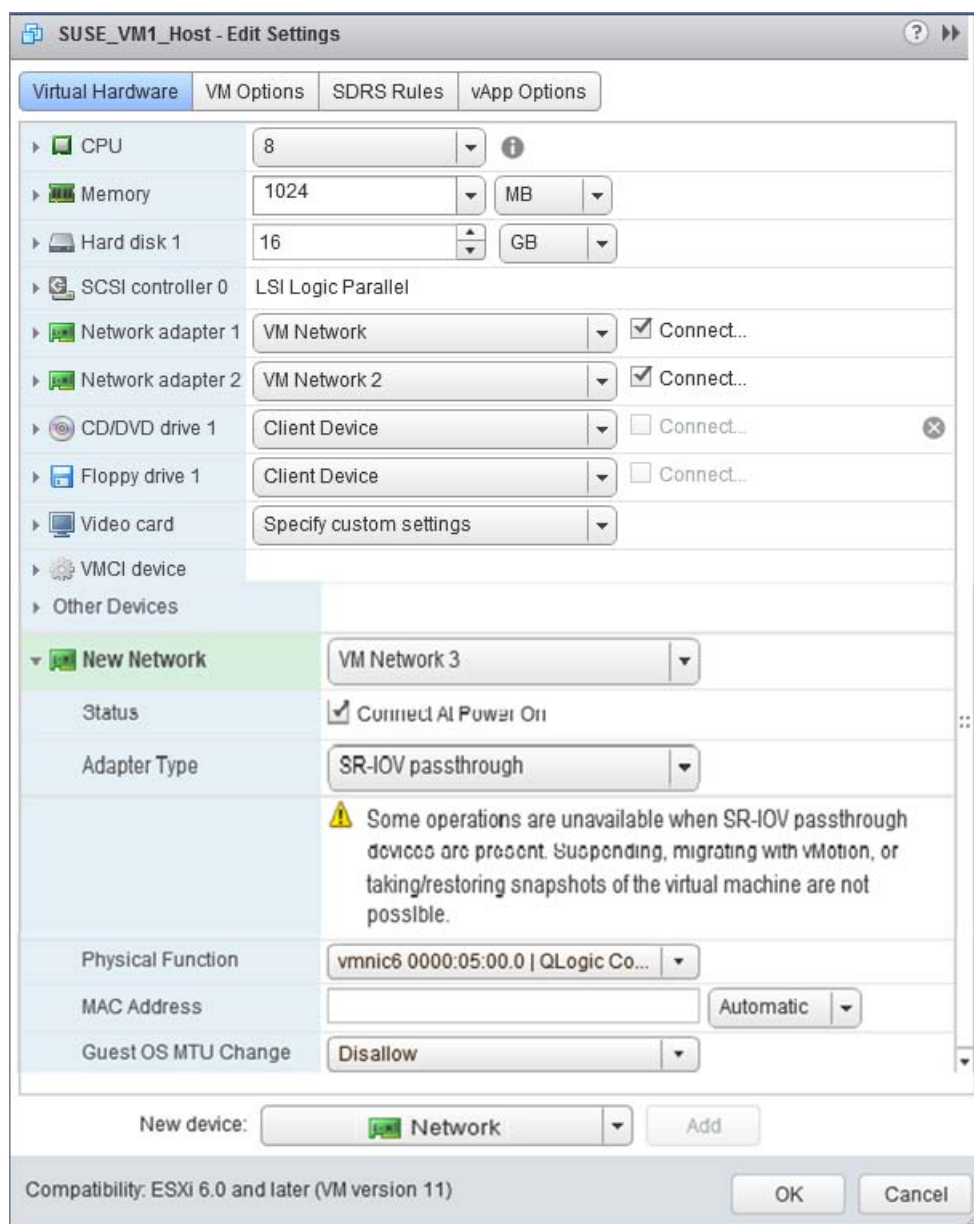 SUSE_VM1_Host - Edit Settings
?
Virtual Hardware VM Options SDRS Rules vApp Options
CPU 8
Memory 1024 MB
Hard disk 1 16 GB
SCSI controller 0 LSI Logic Parallel
Network adapter 1 VM Network Connect...
Network adapter 2 VM Network 2 Connect...
CD/DVD drive 1 Client Device Connect...
Floppy drive 1 Client Device Connect...
Video card Specify custom settings
VMCI device
Other Devices
New Network VM Network 3
Status Connect At Power On
Adapter Type SR-IOV passthrough
Some operations are unavailable when SR-IOV passthrough
devices are present. Suspending, migrating with vMotion, or
taking/restoring snapshots of the virtual machine are not
possible.
Physical Function vmnic6 0000:05:00.0 | QLogic Co...
MAC Address Automatic
Guest OS MTU Change Disallow
New device: Network Add
Compatibility: ESXi 6.0 and later (VM version 11) OK Cancel